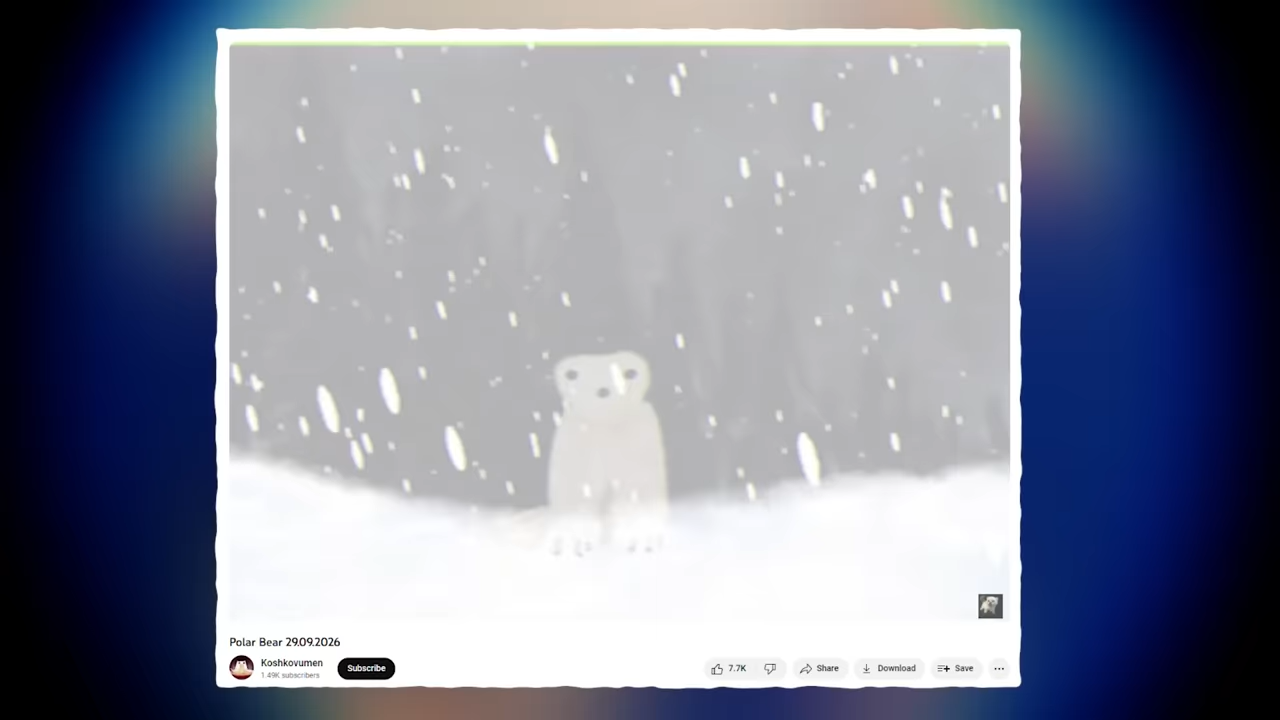 Polar Bear 29.09.2026
Koshkovumen
1.49K subscribers
Subscribe
7.7K
Share
Download
Save